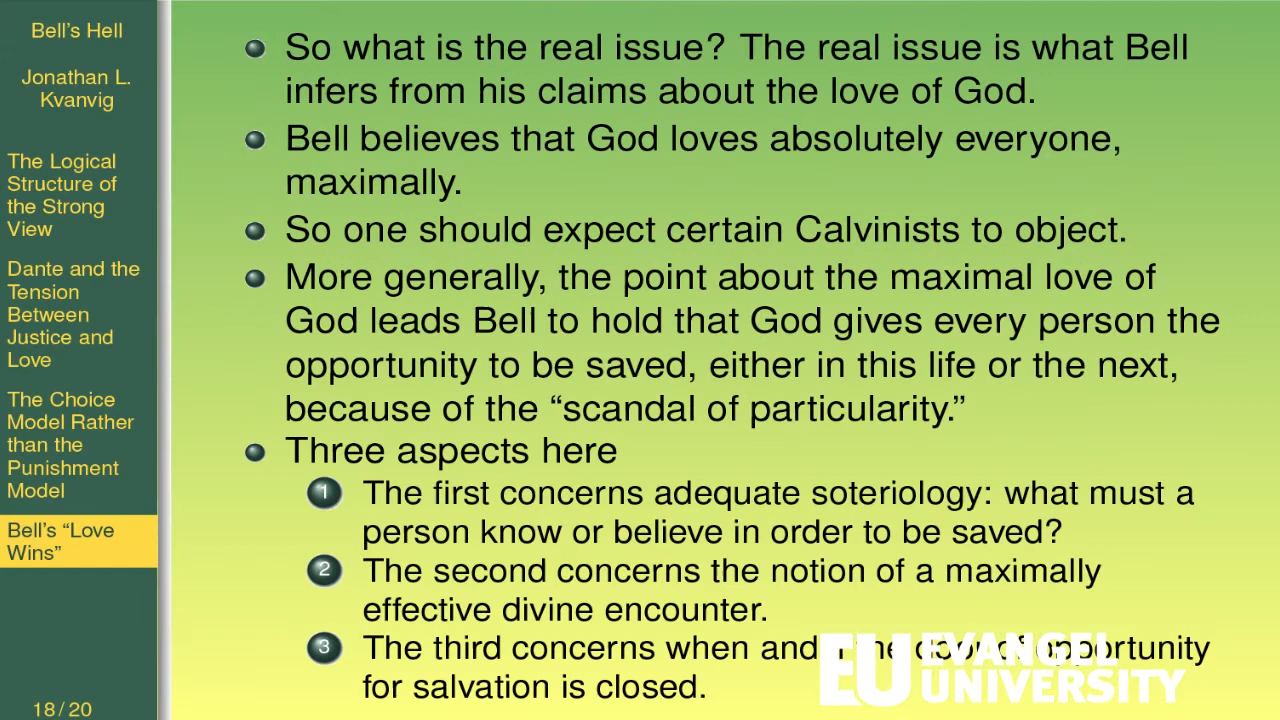 Bell's Hell
Jonathan L.
Kvanvig
The Logical
Structure of
the Strong
View
Dante and the
Tension
Between
Justice and
Love
The Choice
Model Rather
than the
Punishment
Model
Bell's “Love
Wins”
18 / 20
So what is the real issue? The real issue is what Bell
infers from his claims about the love of God.
Bell believes that God loves absolutely everyone,
maximally.
So one should expect certain Calvinists to object.
More generally, the point about the maximal love of
God leads Bell to hold that God gives every person the
opportunity to be saved, either in this life or the next,
because of the “scandal of particularity.”
Three aspects here
1 The first concerns adequate soteriology: what must a
person know or believe in order to be saved?
2 The second concerns the notion of a maximally
effective divine encounter.
3 The third concerns when and if the door of opportunity
for salvation is closed.
EU EVANGEL
UNIVERSITY